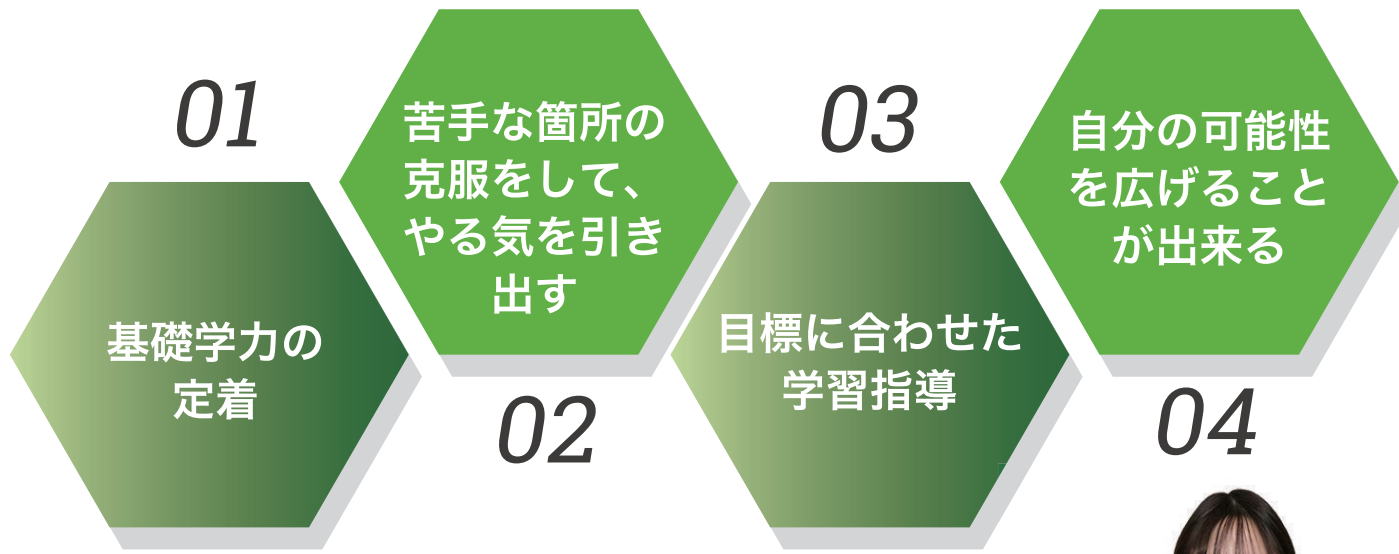 01
基礎学力の
定着
苦手な箇所の
克服をして、
やる気を引き
出す
02
03
目標に合わせた
学習指導
自分の可能性
を広げること
が出来る
04